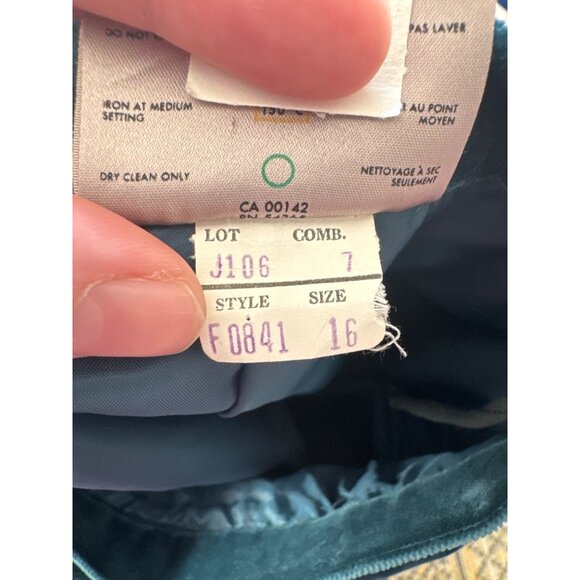 DO NOT
PAS LAVER
IRON AT MEDIUM
SETTING
150°C
AU POINT
MOYEN
DRY CLEAN ONLY
NETTOYAGE À SEC
SEULEMENT
CA 00142
LOT COMB.
J106 7
STYLE SIZE
F0841 16